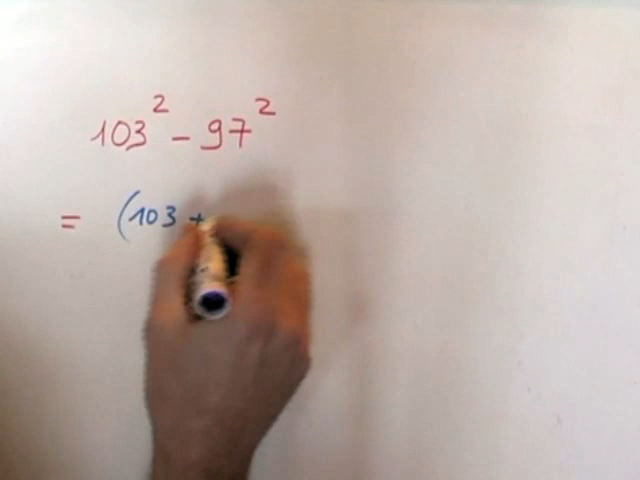 103² - 97²
= (103 +